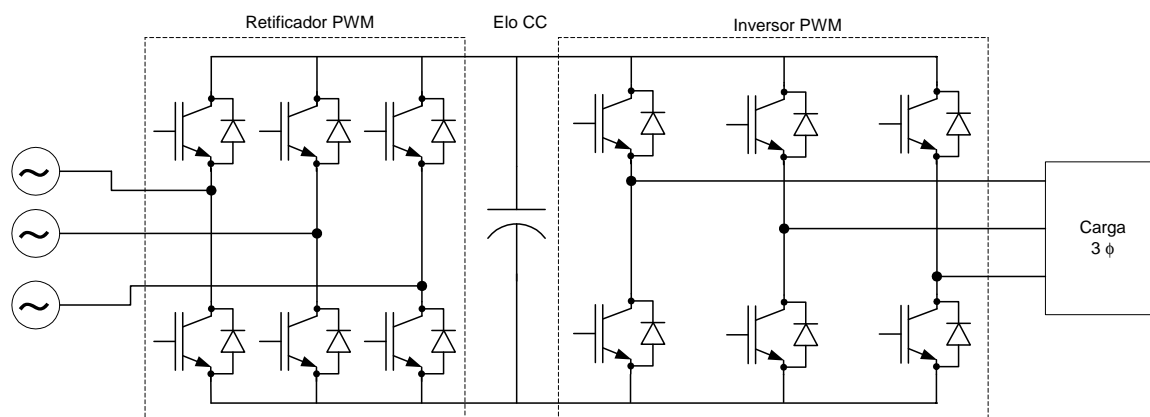 Retificador PWM
Elo CC
Inversor PWM
Carga
3 ϕ